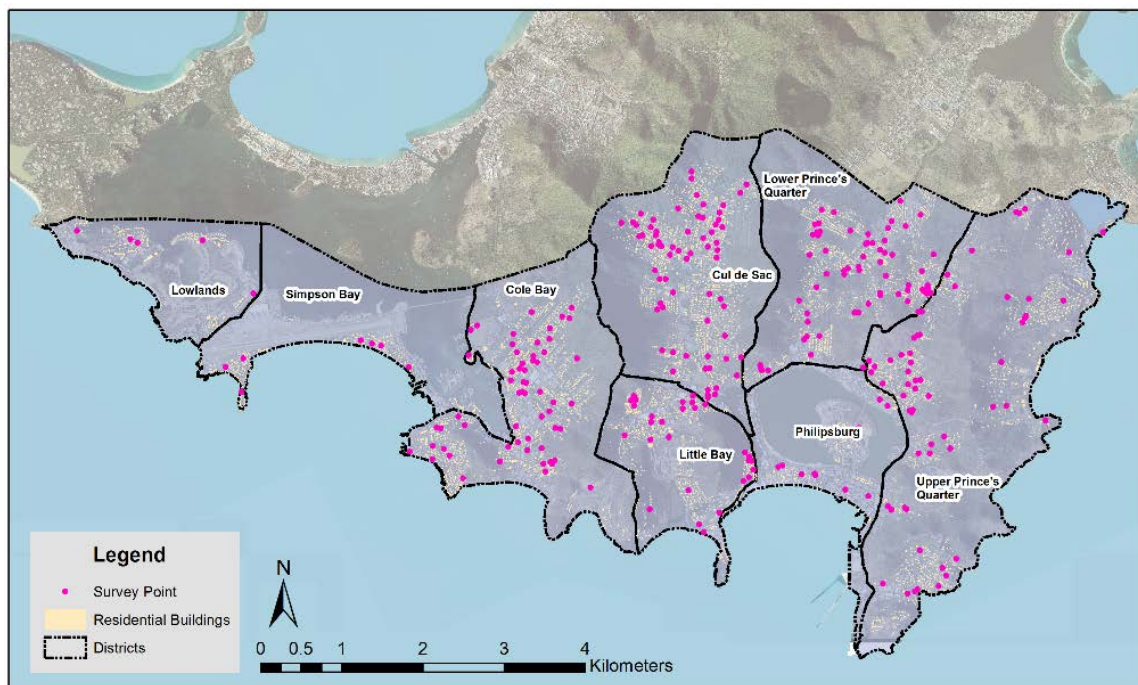 Lower Prince's
Quarter
Cul de Sac
Lowlands
Simpson Bay
Cole Bay
Philipsburg
Little Bay
Upper Prince's
Quarter
Legend
Survey Point
Residential Buildings
Districts
N
0 0.5 1 2 3 4
Kilometers